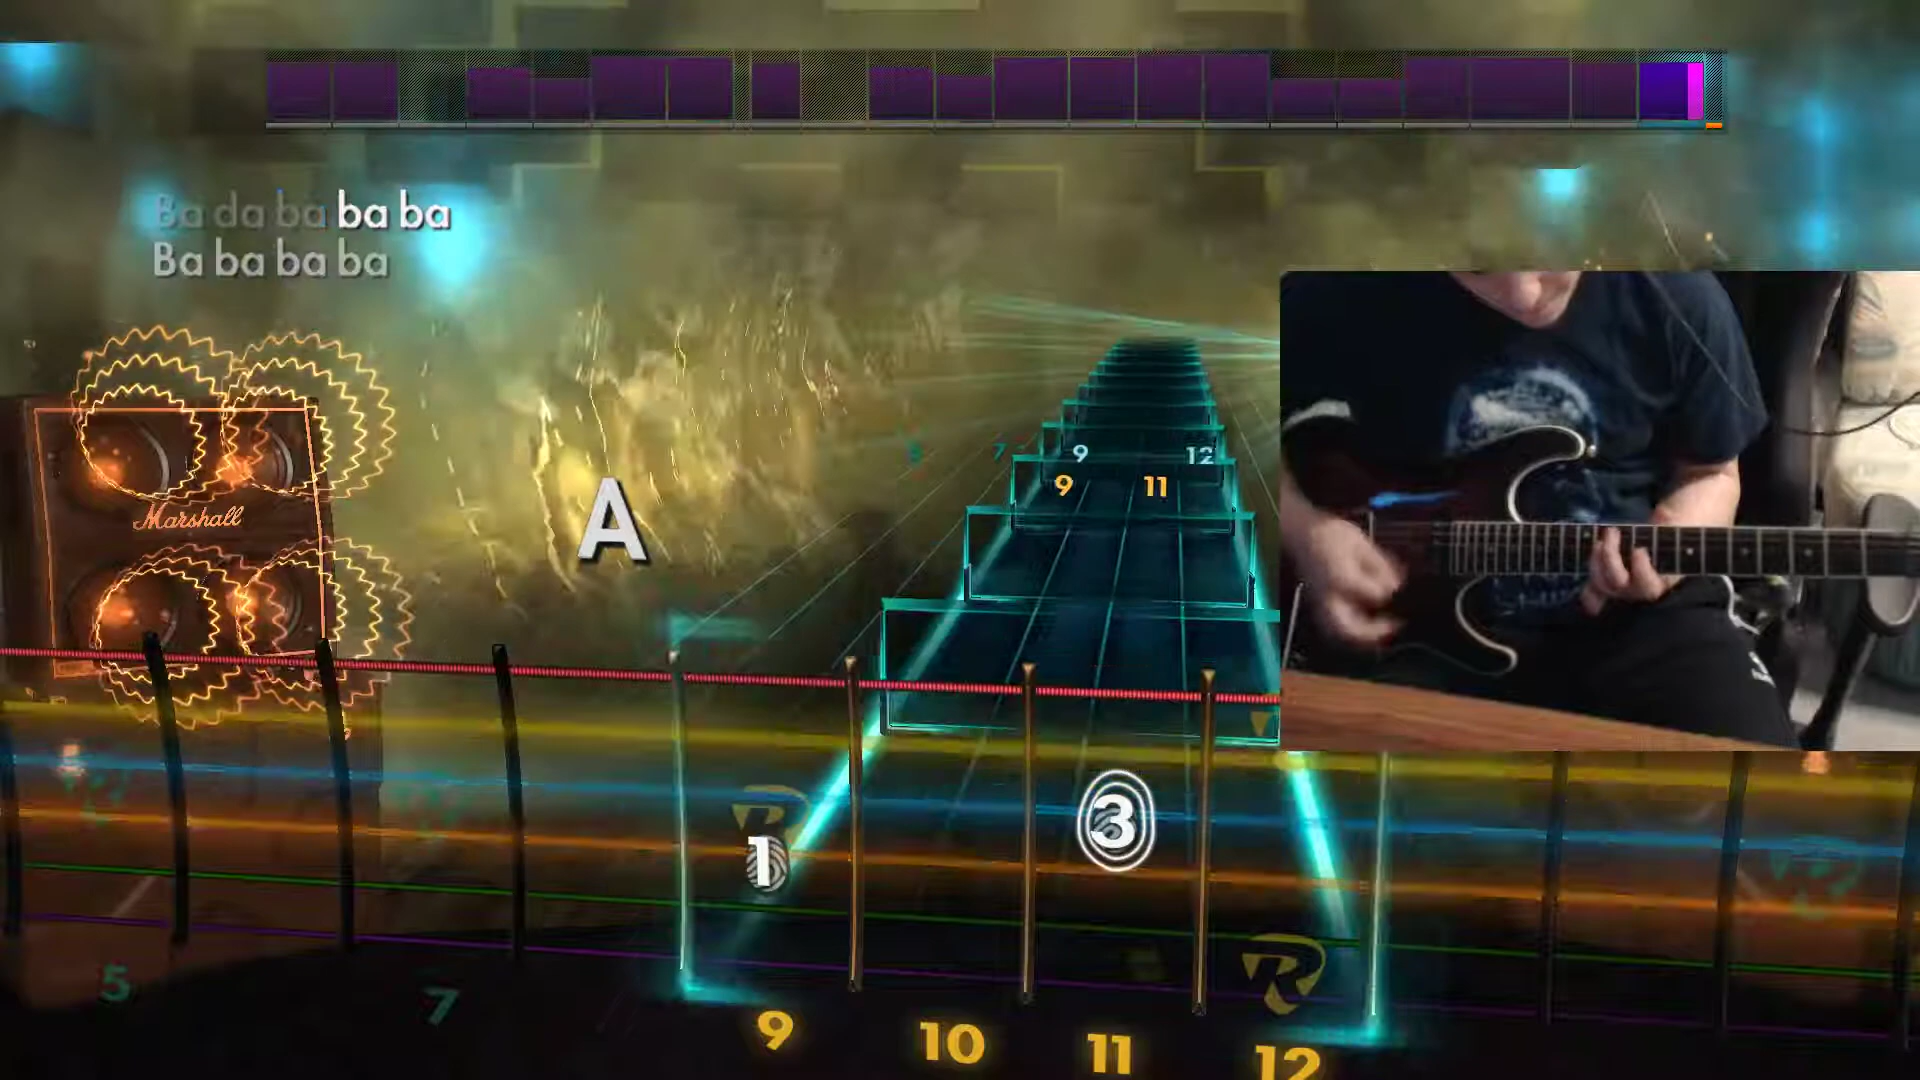 Ba da ba ba ba
Ba ba ba ba
Marshall
A
7 9 12
9 11
1 3
5 7 9 10 11 12